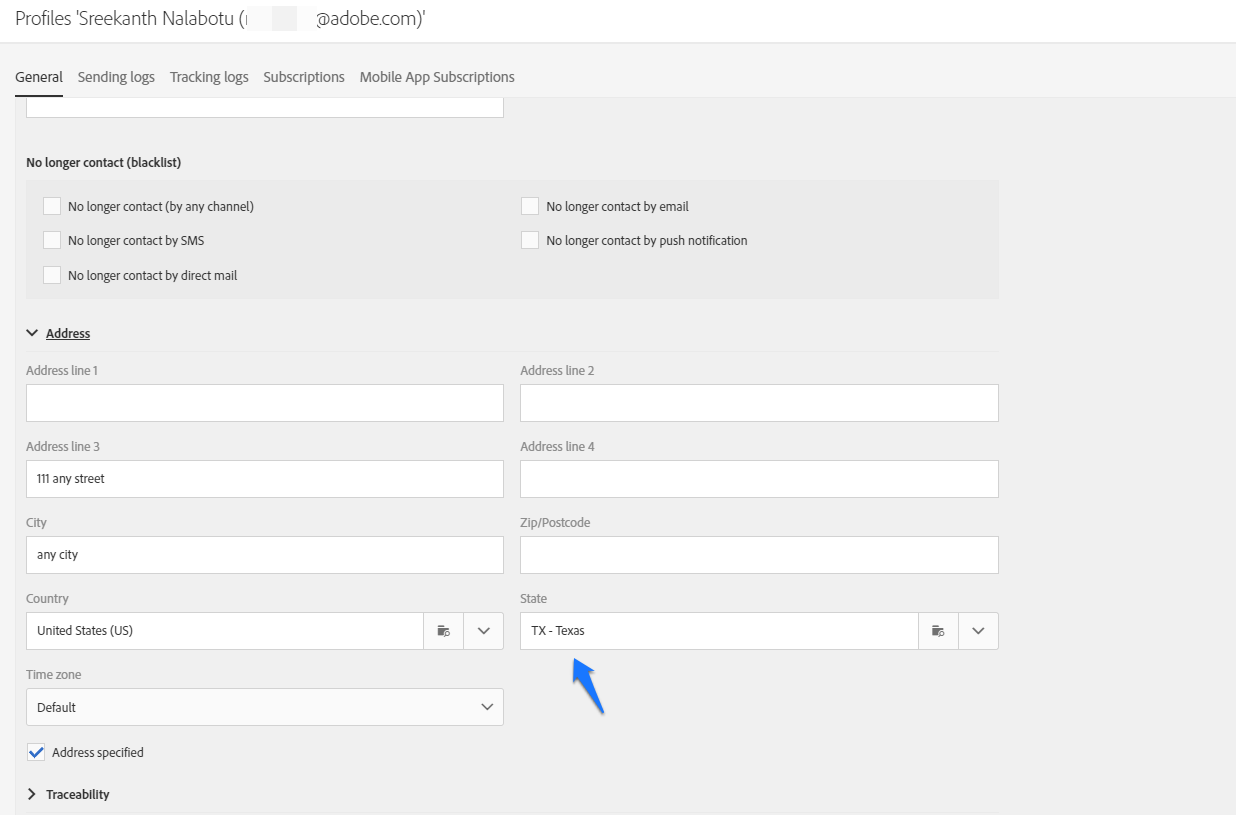 Profiles 'Sreekanth Nalabotu ( @adobe.com)'
General Sending logs Tracking logs Subscriptions Mobile App Subscriptions
No longer contact (blacklist)
No longer contact (by any channel) No longer contact by email
No longer contact by SMS No longer contact by push notification
No longer contact by direct mail
Address
Address line 1 Address line 2
Address line 3 Address line 4
111 any street
City Zip/Postcode
any city
Country State
United States (US) TX - Texas
Time zone
Default
Address specified
Traceability